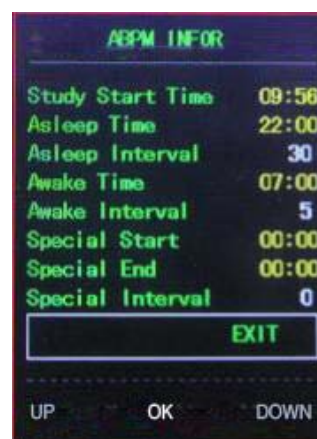 ABPM INFOR
Study Start Time 09:56
Asleep Time 22:00
Asleep Interval 30
Awake Time 07:00
Awake Interval 5
Special Start 00:00
Special End 00:00
Special Interval 0
EXIT
UP OK DOWN